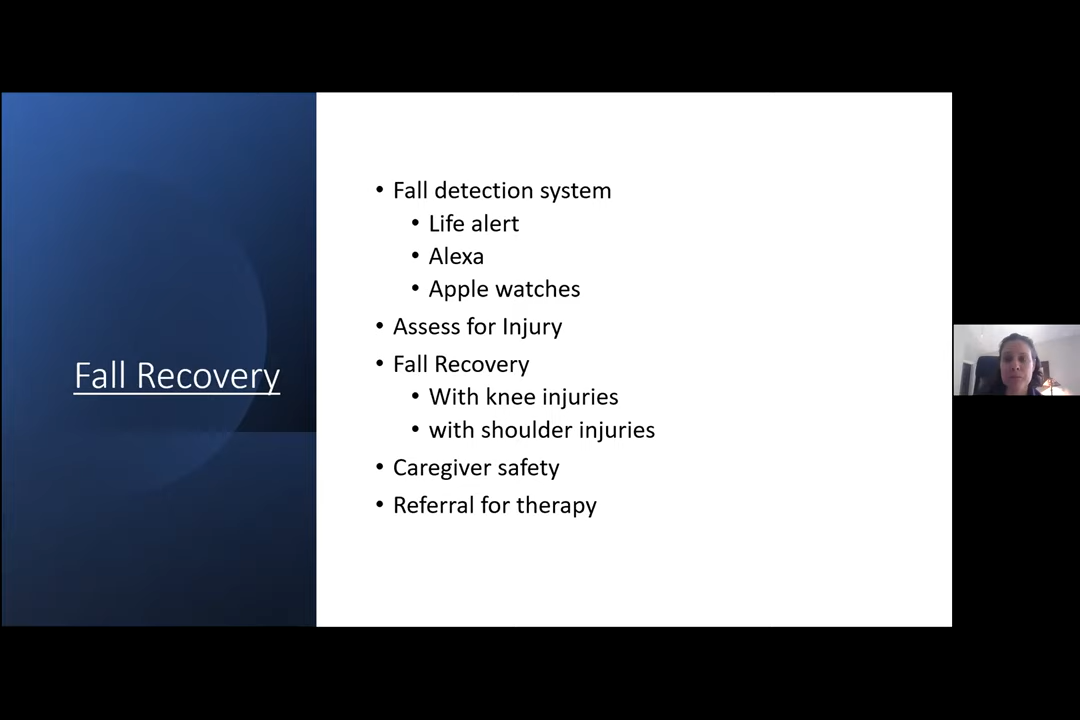 Fall Recovery
• Fall detection system
• Life alert
• Alexa
• Apple watches
• Assess for Injury
• Fall Recovery
• With knee injuries
• with shoulder injuries
• Caregiver safety
• Referral for therapy